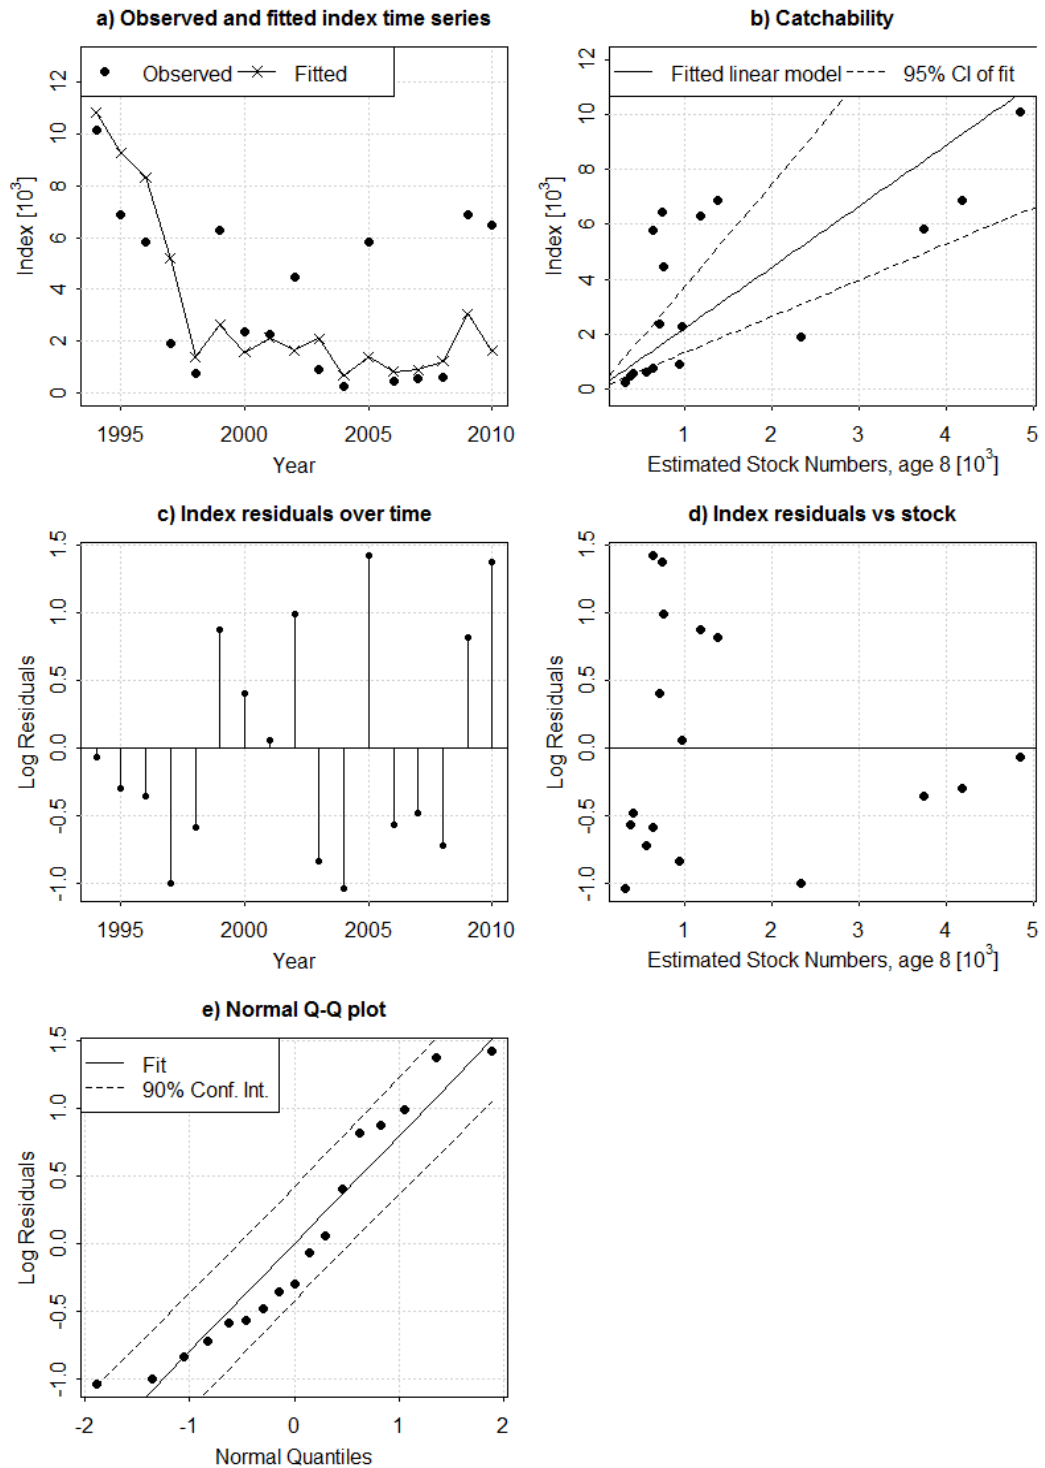 a) Observed and fitted index time series
Observed Fitted
0 2 4 6 8 10 12
Index [10³]
1995 2000 2005 2010
Year
b) Catchability
Fitted linear model 95% CI of fit
0 2 4 6 8 10 12
Index [10³]
1 2 3 4 5
Estimated Stock Numbers, age 8 [10³]
c) Index residuals over time
-1.0 -0.5 0.0 0.5 1.0 1.5
Log Residuals
1995 2000 2005 2010
Year
d) Index residuals vs stock
-1.0 -0.5 0.0 0.5 1.0 1.5
Log Residuals
1 2 3 4 5
Estimated Stock Numbers, age 8 [10³]
e) Normal Q-Q plot
Fit
90% Conf. Int.
-1.0 -0.5 0.0 0.5 1.0 1.5
Log Residuals
-2 -1 0 1 2
Normal Quantiles